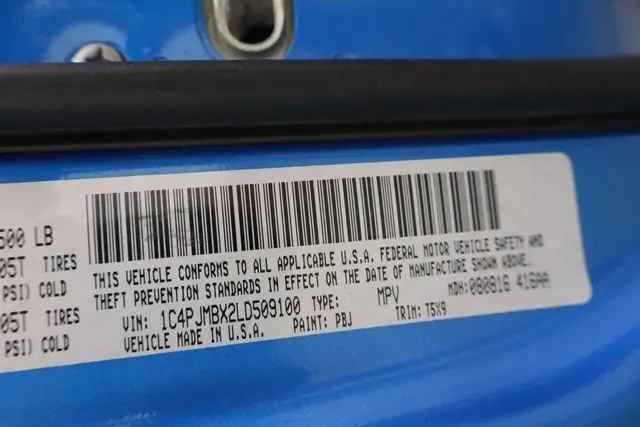 500 LB
05T TIRES
PSI) COLD
05T TIRES
PSI) COLD
THIS VEHICLE CONFORMS TO ALL APPLICABLE U.S.A. FEDERAL MOTOR VEHICLE SAFETY AND
THEFT PREVENTION STANDARDS IN EFFECT ON THE DATE OF MANUFACTURE SHOWN ABOVE.
VIN: 1C4PJMBX2LD509100 TYPE: MPV MDH: 080816 416AA
VEHICLE MADE IN U.S.A. PAINT: PBJ TRIM: T5X9